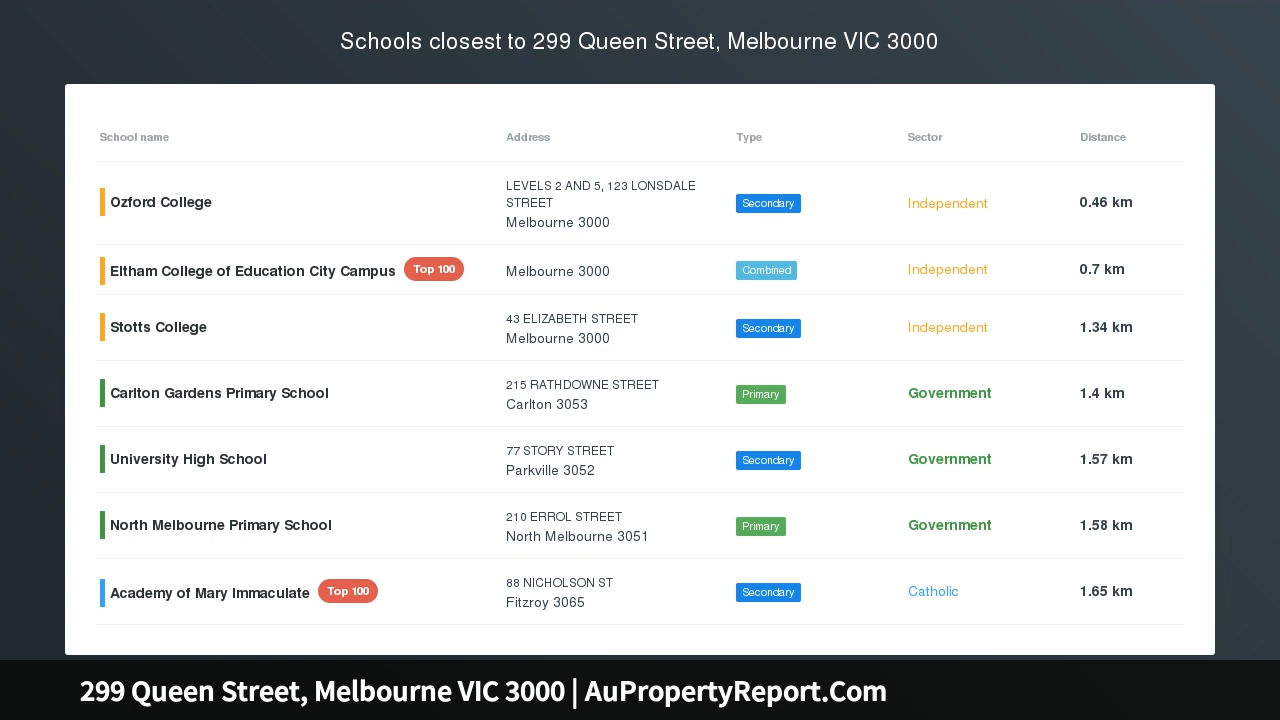 Schools closest to 299 Queen Street, Melbourne VIC 3000
School name Address Type Sector Distance
Ozford College LEVELS 2 AND 5, 123 LONSDALE STREET Melbourne 3000 Secondary Independent 0.46 km
Eltham College of Education City Campus Top 100 Melbourne 3000 Combined Independent 0.7 km
Stotts College 43 ELIZABETH STREET Melbourne 3000 Secondary Independent 1.34 km
Carlton Gardens Primary School 215 RATHDOWNE STREET Carlton 3053 Primary Government 1.4 km
University High School 77 STORY STREET Parkville 3052 Secondary Government 1.57 km
North Melbourne Primary School 210 ERROL STREET North Melbourne 3051 Primary Government 1.58 km
Academy of Mary Immaculate Top 100 88 NICHOLSON ST Fitzroy 3065 Secondary Catholic 1.65 km
299 Queen Street, Melbourne VIC 3000 | AuPropertyReport.Com